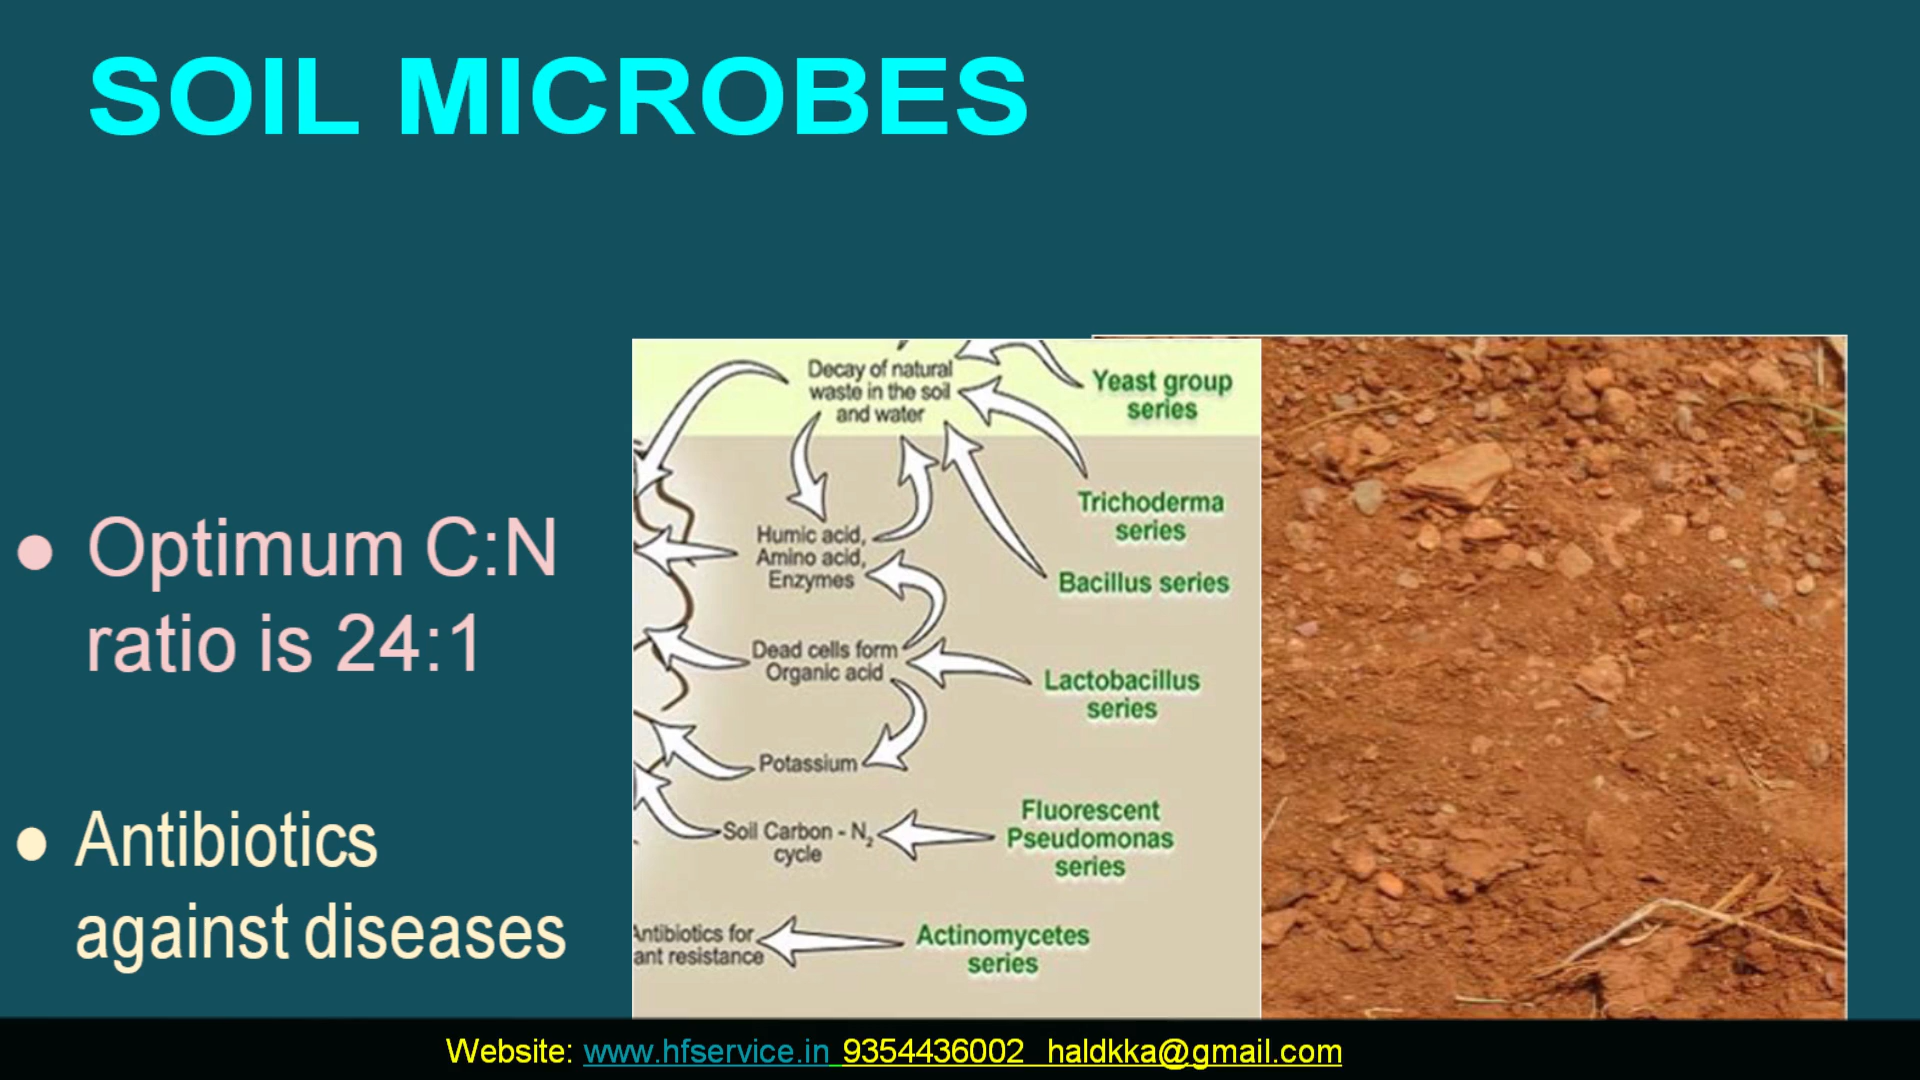 SOIL MICROBES
Optimum C:N
ratio is 24:1
Antibiotics
against diseases
Decay of natural
waste in the soil
and water
Yeast group
series
Trichoderma
series
Humic acid,
Amino acid,
Enzymes
Bacillus series
Dead cells form
Organic acid
Lactobacillus
series
Potassium
Fluorescent
Pseudomonas
series
Soil Carbon - N₂
cycle
Antibiotics for
ant resistance
Actinomycetes
series
Website: www.hfservice.in 9354436002 haldkka@gmail.com